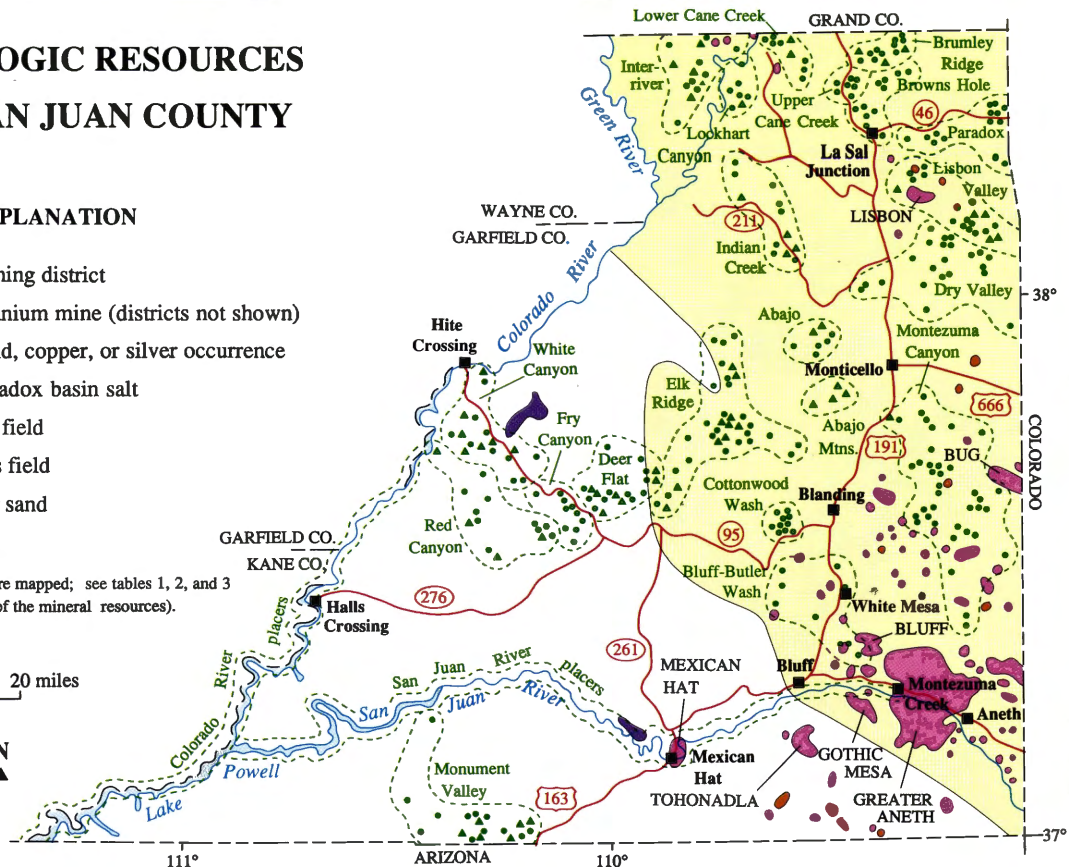 OGIC RESOURCES
AN JUAN COUNTY
PLANATION
ning district
nium mine (districts not shown)
ld, copper, or silver occurrence
adox basin salt
field
s field
sand
re mapped; see tables 1, 2, and 3
of the mineral resources).
20 miles
N
Lower Cane Creek
GRAND CO.
Inter-
river
Brumley
Ridge
Browns Hole
Green River
Upper
Cane Creek
46
Lockhart
Canyon
Paradox
La Sal
Junction
Lisbon
Valley
LISBON
WAYNE CO.
GARFIELD CO.
211
Indian
Creek
Colorado River
Dry Valley
38°
Hite
Crossing
White
Canyon
Abajo
Montezuma
Canyon
Monticello
Elk
Ridge
666
Fry
Canyon
Abajo
Mtns.
191
COLORADO
Deer
Flat
BUG
Cottonwood
Wash
Blanding
Red
Canyon
95
GARFIELD CO.
KANE CO.
Bluff-Butler
Wash
276
Halls
Crossing
White Mesa
BLUFF
261
Colorado River placers
San Juan River placers
MEXICAN
HAT
Bluff
San Juan River
Montezuma
Creek
Aneth
Mexican
Hat
GOTHIC
MESA
Lake Powell
Monument
Valley
TOHONADLA
GREATER
ANETH
163
37°
111°
ARIZONA
110°